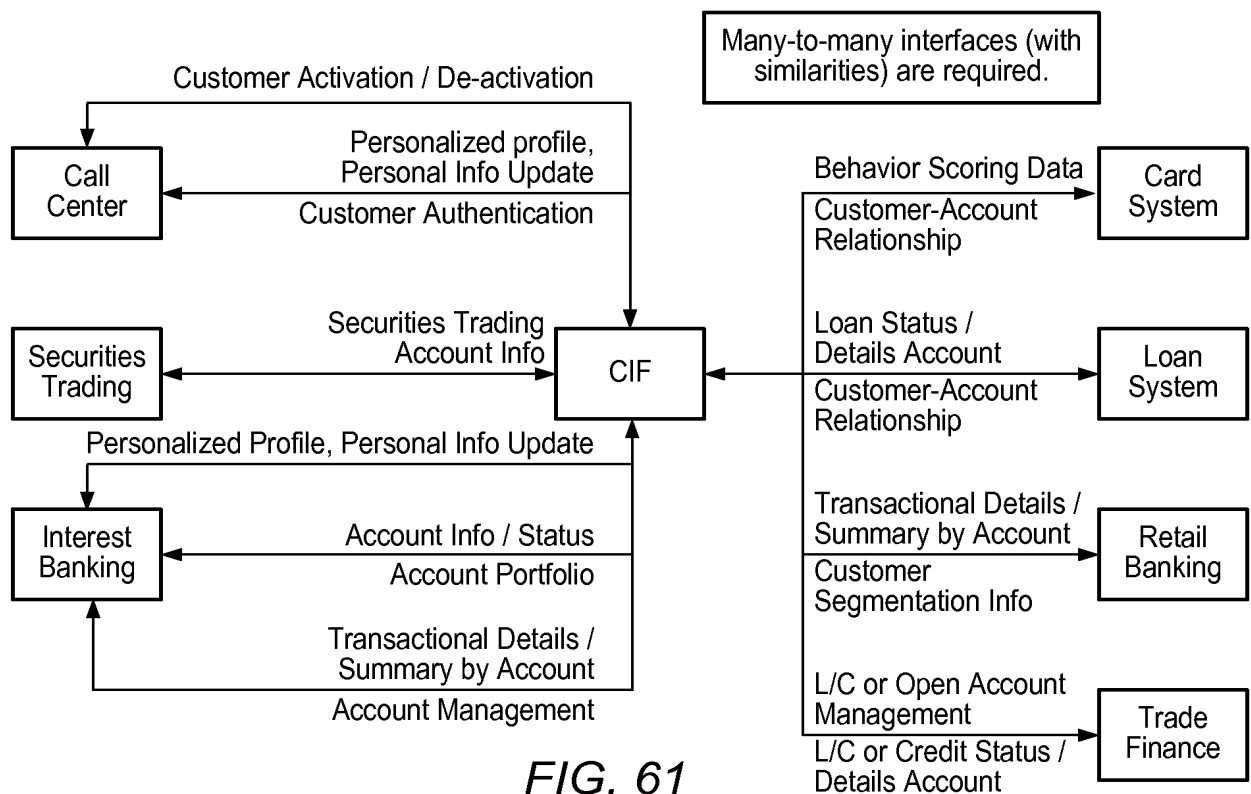 Many-to-many interfaces (with
similarities) are required.
Customer Activation / De-activation
Call
Center
Personalized profile,
Personal Info Update
Customer Authentication
Securities
Trading
Securities Trading
Account Info
CIF
Personalized Profile, Personal Info Update
Interest
Banking
Account Info / Status
Account Portfolio
Transactional Details /
Summary by Account
Account Management
Behavior Scoring Data
Customer-Account
Relationship
Card
System
Loan Status /
Details Account
Customer-Account
Relationship
Loan
System
Transactional Details /
Summary by Account
Customer
Segmentation Info
Retail
Banking
L/C or Open Account
Management
L/C or Credit Status /
Details Account
Trade
Finance
FIG. 61